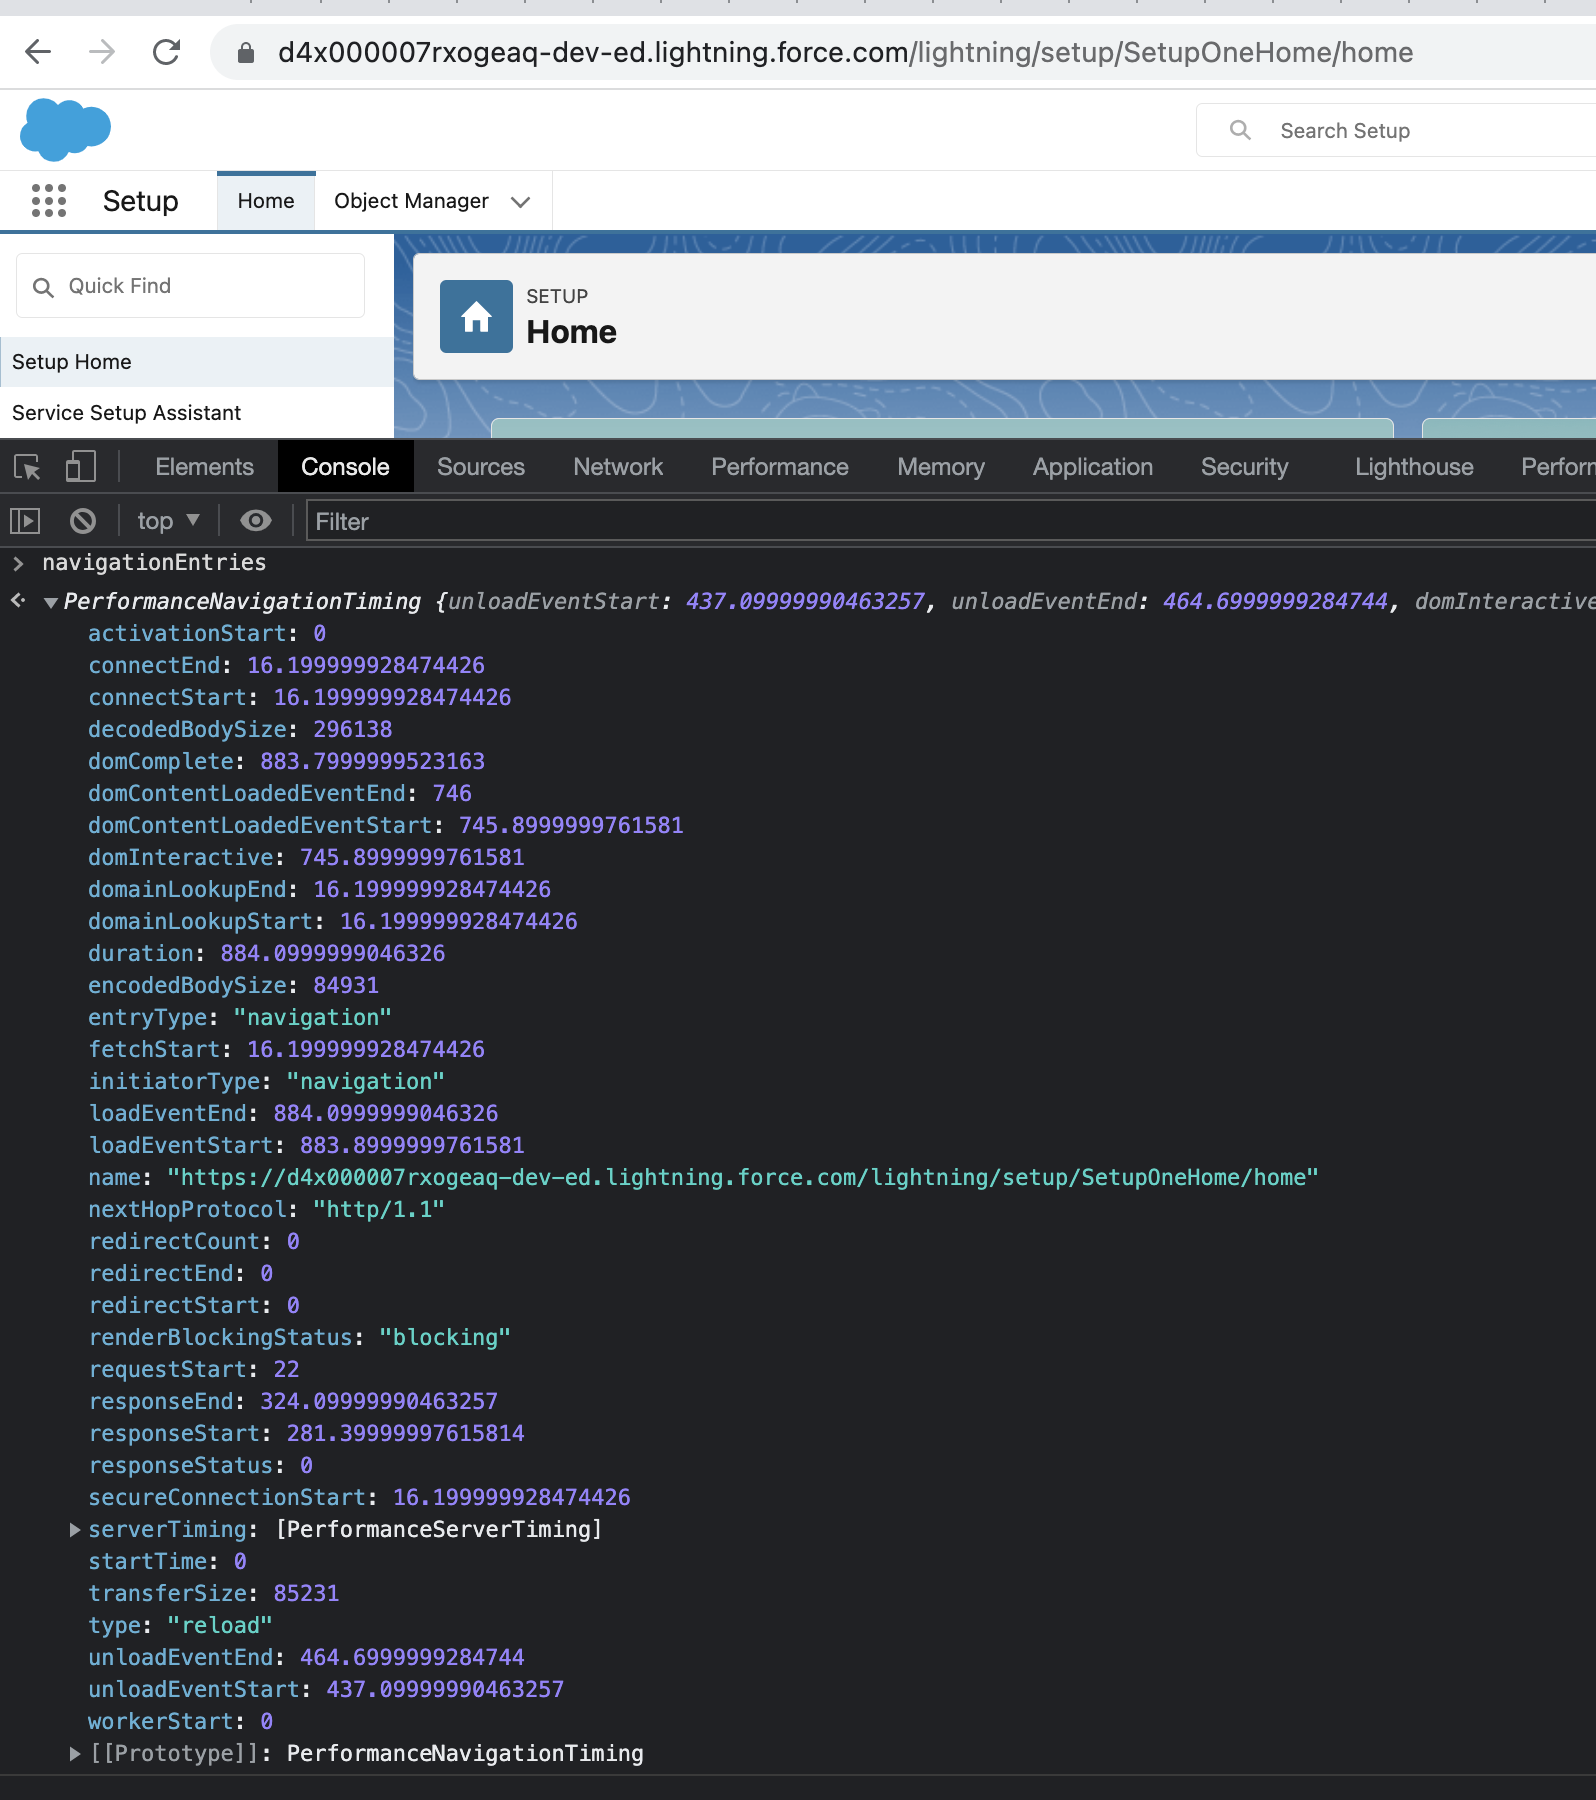 d4x000007rxogeaq-dev-ed.lightning.force.com/lightning/setup/SetupOneHome/home
Search Setup
Setup Home Object Manager
Quick Find
SETUP
Home
Setup Home
Service Setup Assistant
Elements Console Sources Network Performance Memory Application Security Lighthouse Perform
top Filter
navigationEntries
PerformanceNavigationTiming {unloadEventStart: 437.09999990463257, unloadEventEnd: 464.6999999284744, domInteractive
activationStart: 0
connectEnd: 16.199999928474426
connectStart: 16.199999928474426
decodedBodySize: 296138
domComplete: 883.7999999523163
domContentLoadedEventEnd: 746
domContentLoadedEventStart: 745.8999999761581
domInteractive: 745.8999999761581
domainLookupEnd: 16.199999928474426
domainLookupStart: 16.199999928474426
duration: 884.0999999046326
encodedBodySize: 84931
entryType: "navigation"
fetchStart: 16.199999928474426
initiatorType: "navigation"
loadEventEnd: 884.0999999046326
loadEventStart: 883.8999999761581
name: "https://d4x000007rxogeaq-dev-ed.lightning.force.com/lightning/setup/SetupOneHome/home"
nextHopProtocol: "http/1.1"
redirectCount: 0
redirectEnd: 0
redirectStart: 0
renderBlockingStatus: "blocking"
requestStart: 22
responseEnd: 324.09999990463257
responseStart: 281.39999997615814
responseStatus: 0
secureConnectionStart: 16.199999928474426
serverTiming: [PerformanceServerTiming]
startTime: 0
transferSize: 85231
type: "reload"
unloadEventEnd: 464.6999999284744
unloadEventStart: 437.09999990463257
workerStart: 0
[[Prototype]]: PerformanceNavigationTiming